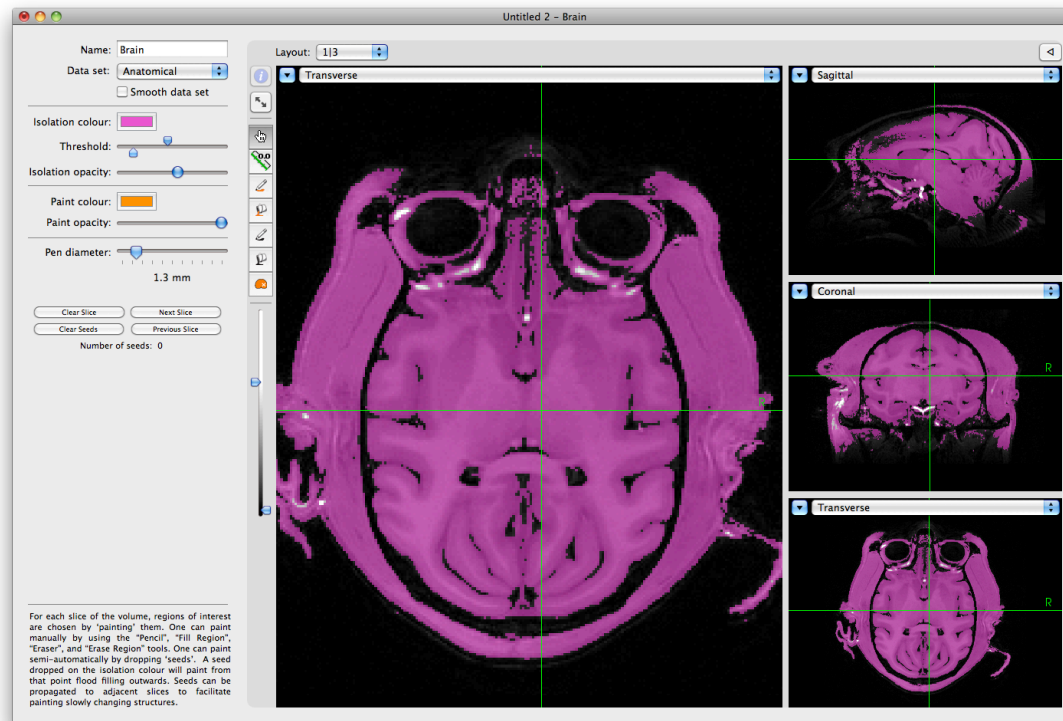 Untitled 2 – Brain
Name: Brain
Data set: Anatomical
Smooth data set
Isolation colour:
Threshold:
Isolation opacity:
Paint colour:
Paint opacity:
Pen diameter:
1.3 mm
Clear Slice Next Slice
Clear Seeds Previous Slice
Number of seeds: 0
For each slice of the volume, regions of interest
are chosen by 'painting' them. One can paint
manually by using the "Pencil", "Fill Region",
"Eraser", and "Erase Region" tools. One can paint
semi-automatically by dropping 'seeds'. A seed
dropped on the isolation colour will paint from
that point flood filling outwards. Seeds can be
propagated to adjacent slices to facilitate
painting slowly changing structures.
Layout: 1|3
i
0.0
Transverse
R
Sagittal
Coronal
R
Transverse
R